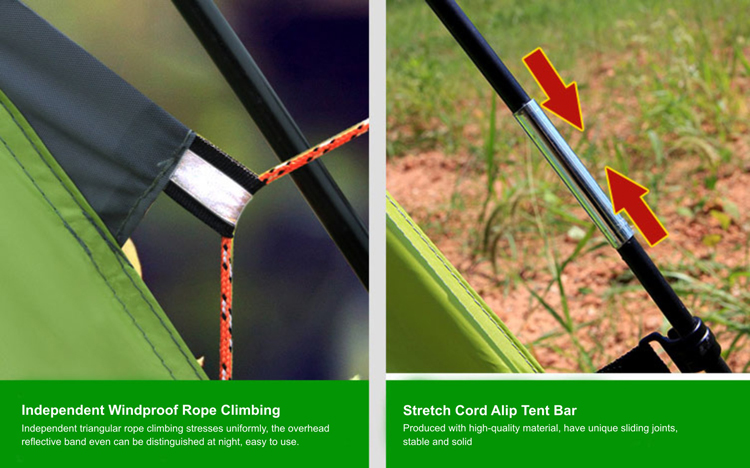 Independent Windproof Rope Climbing
Independent triangular rope climbing stresses uniformly, the overhead
reflective band even can be distinguished at night, easy to use.
Stretch Cord Alip Tent Bar
Produced with high-quality material, have unique sliding joints,
stable and solid